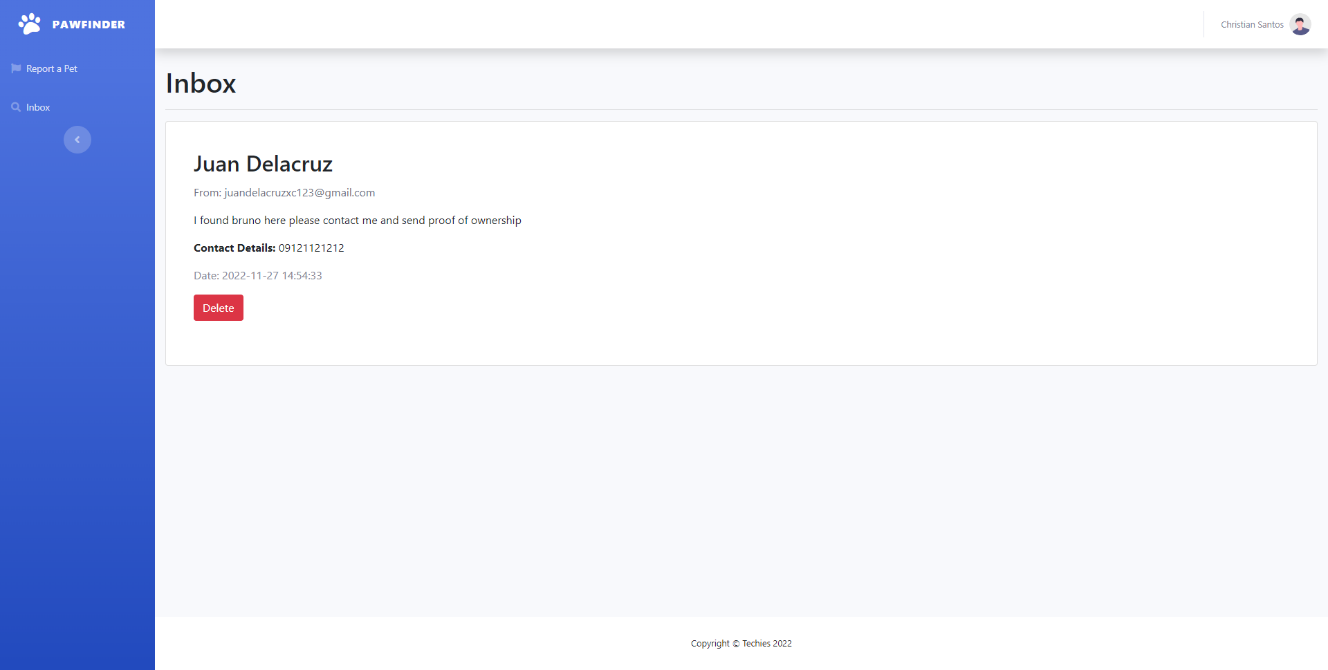 PAWFINDER
Christian Santos
Report a Pet
Inbox
Inbox
Juan Delacruz
From: juandelacruzxc123@gmail.com
I found bruno here please contact me and send proof of ownership
Contact Details: 09121121212
Date: 2022-11-27 14:54:33
Delete
Copyright © Techies 2022